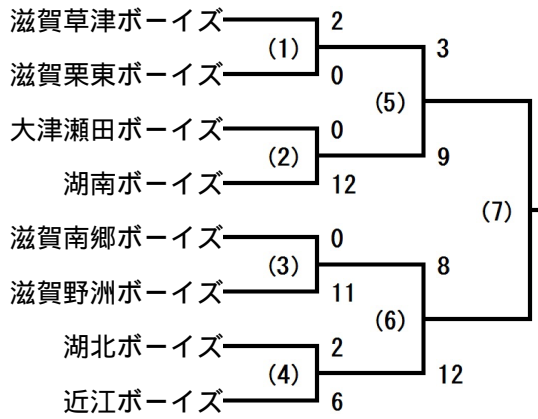 滋賀草津ボーイズ 2
(1) 3
滋賀栗東ボーイズ 0
(5)
大津瀬田ボーイズ 0
(2) 9
湖南ボーイズ 12
(7)
滋賀南郷ボーイズ 0
(3) 8
滋賀野洲ボーイズ 11
(6)
湖北ボーイズ 2
(4) 12
近江ボーイズ 6